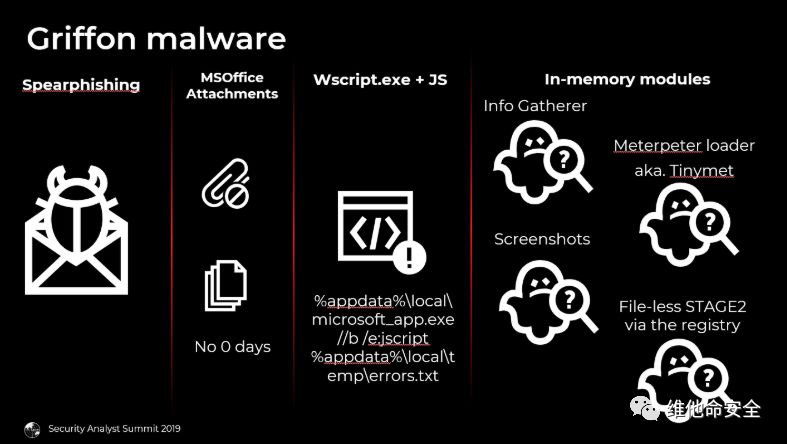 Griffon malware
Spearphishing
MSOffice
Attachments
No 0 days
Wscript.exe + JS
%appdata%\local\
microsoft_app.exe
//b /e:jscript
%appdata%\local\t
emp\errors.txt
In-memory modules
Info Gatherer
Meterpeter loader
aka. Tinymet
Screenshots
File-less STAGE2
via the registry
Security Analyst Summit 2019
维他命安全